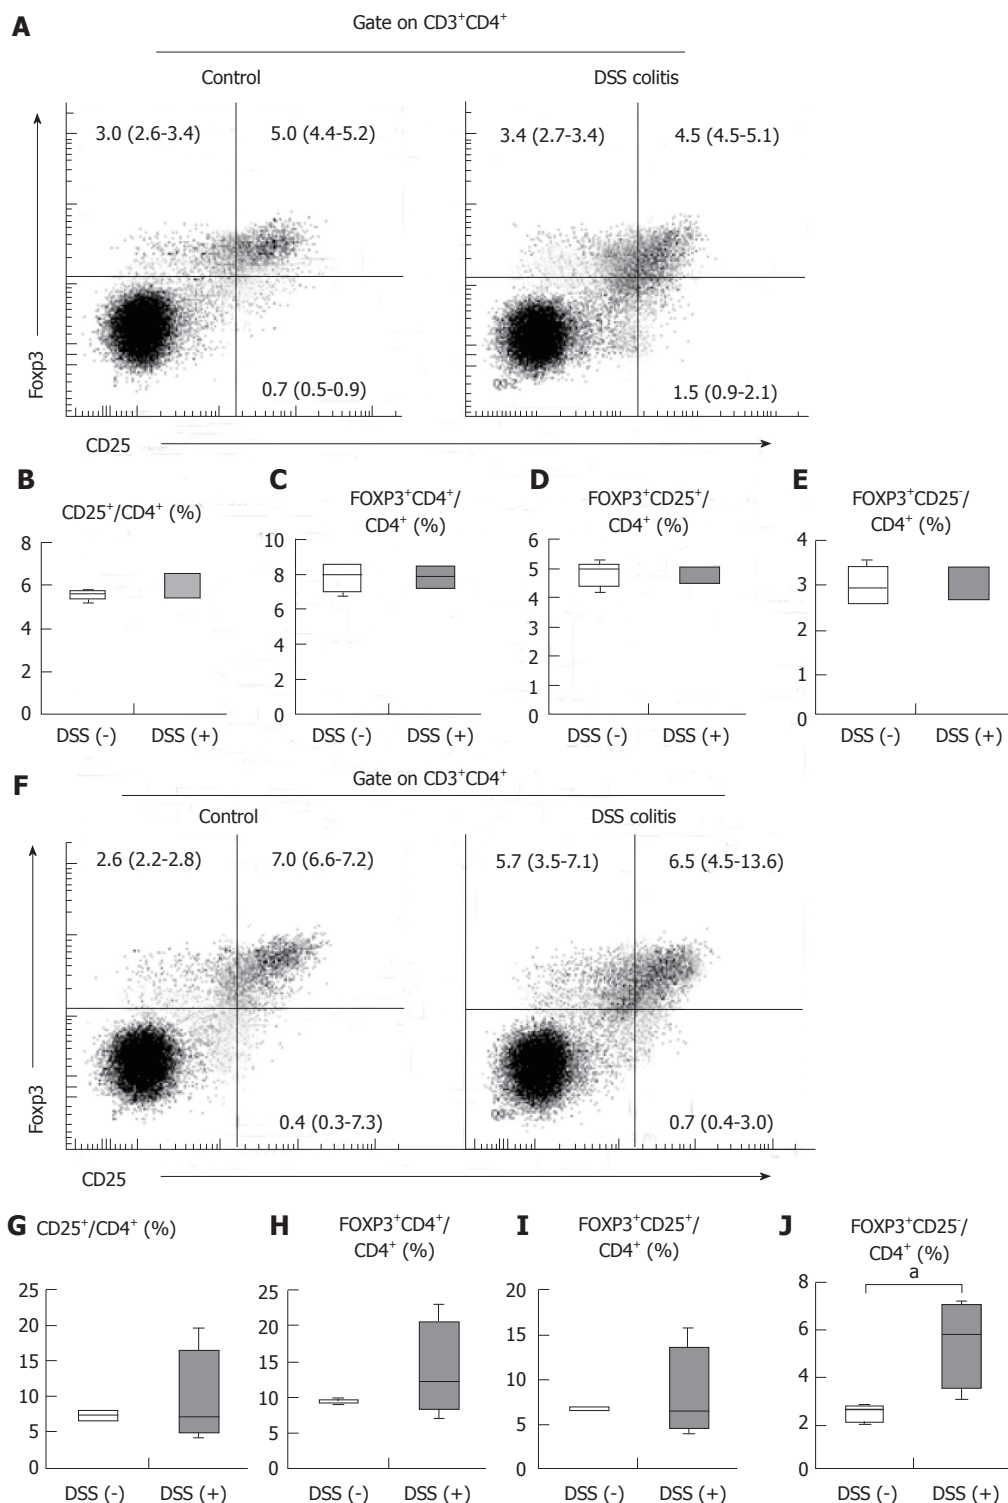 A
Gate on CD3⁺CD4⁺
Control
DSS colitis
3.0 (2.6-3.4)
5.0 (4.4-5.2)
3.4 (2.7-3.4)
4.5 (4.5-5.1)
Foxp3
0.7 (0.5-0.9)
1.5 (0.9-2.1)
CD25
B
CD25⁺/CD4⁺ (%)
8
6
4
2
0
DSS (-)
DSS (+)
C
FOXP3⁺CD4⁺/
CD4⁺ (%)
10
8
6
4
2
0
DSS (-)
DSS (+)
D
FOXP3⁺CD25⁺/
CD4⁺ (%)
6
5
4
3
2
1
0
DSS (-)
DSS (+)
E
FOXP3⁺CD25⁻/
CD4⁺ (%)
4
3
2
1
0
DSS (-)
DSS (+)
F
Gate on CD3⁺CD4⁺
Control
DSS colitis
2.6 (2.2-2.8)
7.0 (6.6-7.2)
5.7 (3.5-7.1)
6.5 (4.5-13.6)
Foxp3
0.4 (0.3-7.3)
0.7 (0.4-3.0)
CD25
G
CD25⁺/CD4⁺ (%)
25
20
15
10
5
0
DSS (-)
DSS (+)
H
FOXP3⁺CD4⁺/
CD4⁺ (%)
25
20
15
10
5
0
DSS (-)
DSS (+)
I
FOXP3⁺CD25⁺/
CD4⁺ (%)
20
15
10
5
0
DSS (-)
DSS (+)
J
FOXP3⁺CD25⁻/
CD4⁺ (%)
a
8
6
4
2
0
DSS (-)
DSS (+)